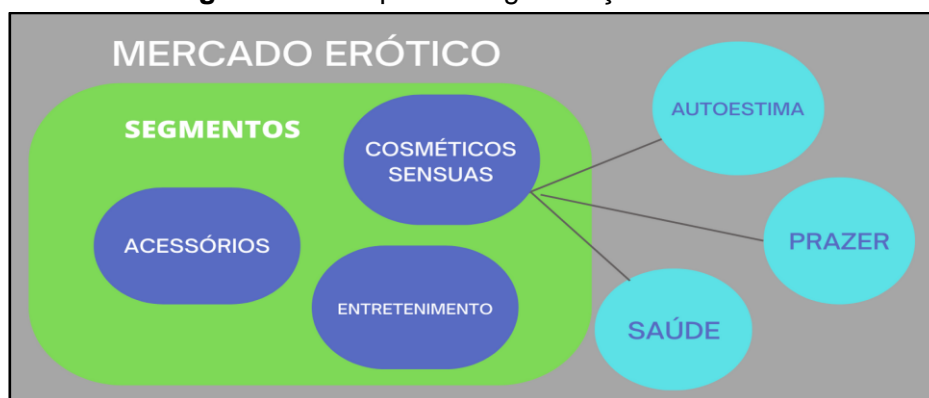 MERCADO ERÓTICO
SEGMENTOS
COSMÉTICOS
SENSUAS
AUTOESTIMA
ACESSÓRIOS
PRAZER
ENTRETENIMENTO
SAÚDE